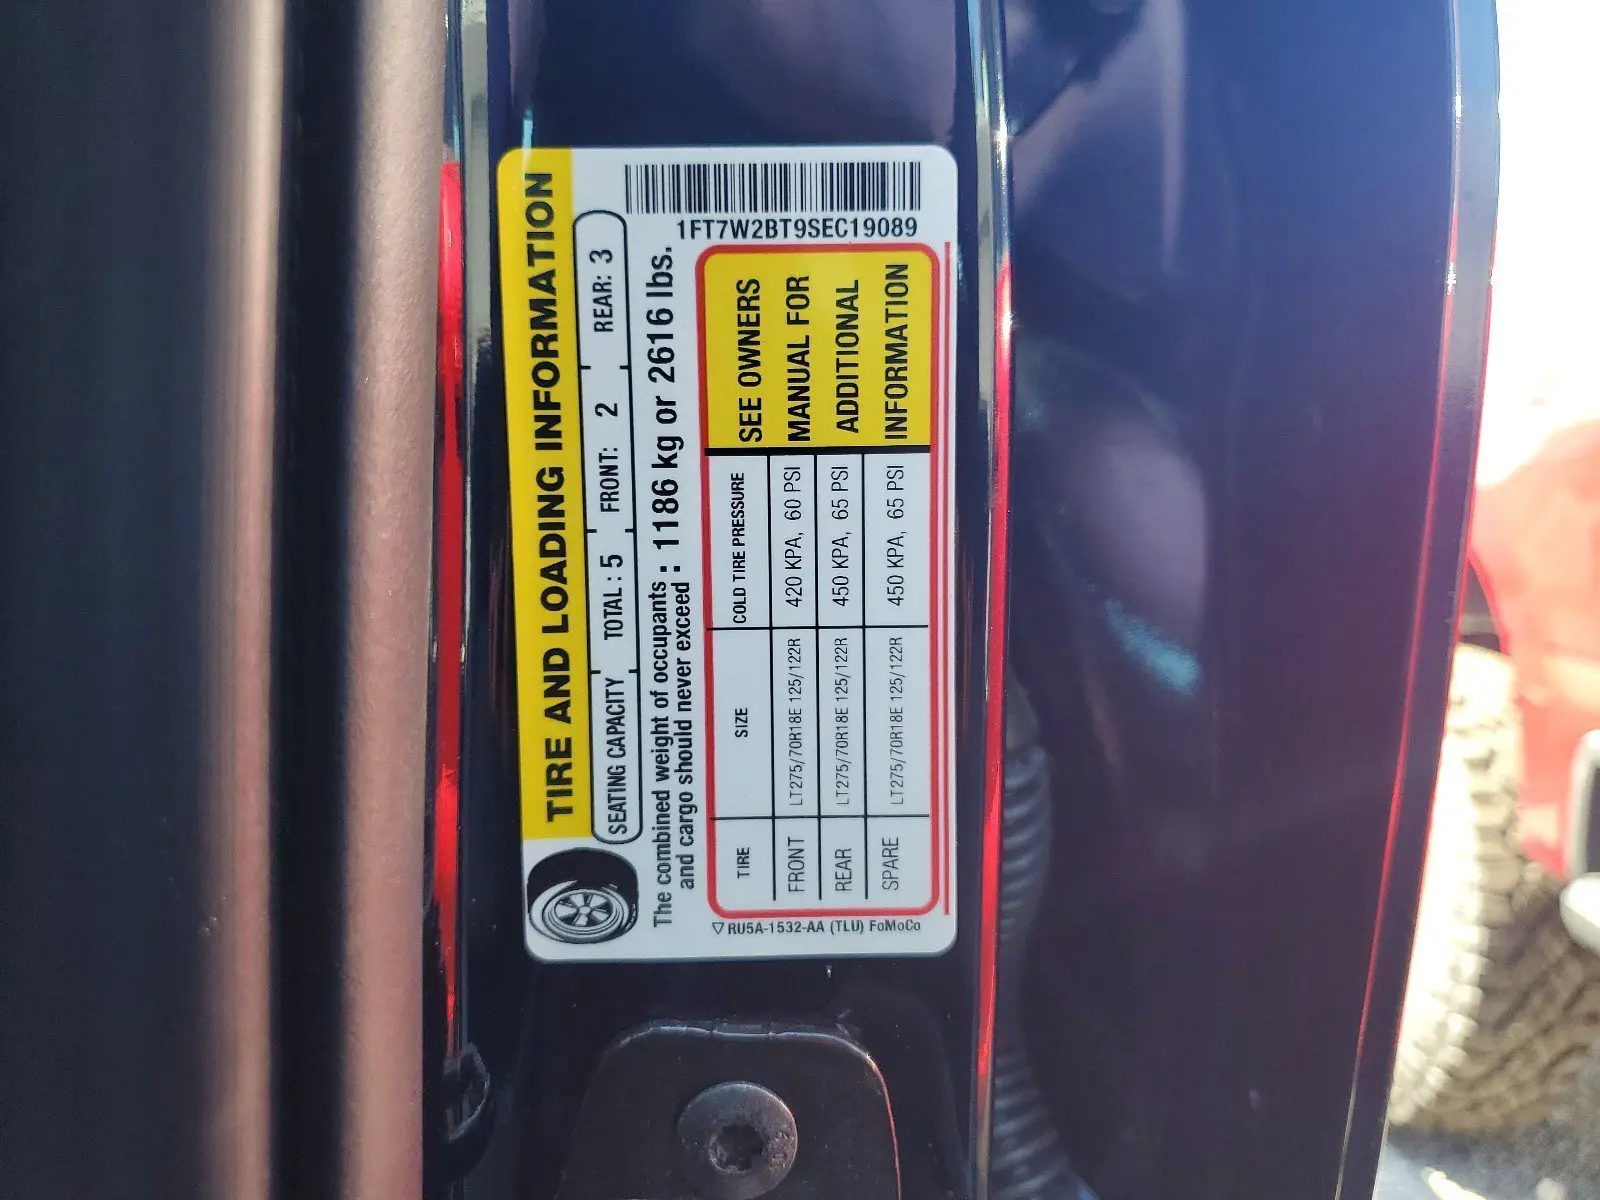 TIRE AND LOADING INFORMATION
SEATING CAPACITY TOTAL : 5 FRONT: 2 REAR: 3
The combined weight of occupants
and cargo should never exceed : 1186 kg or 2616 lbs.
TIRE SIZE COLD TIRE PRESSURE
FRONT LT275/70R18E 125/122R 420 KPA, 60 PSI
REAR LT275/70R18E 125/122R 450 KPA, 65 PSI
SPARE LT275/70R18E 125/122R 450 KPA, 65 PSI
SEE OWNERS
MANUAL FOR
ADDITIONAL
INFORMATION
1FT7W2BT9SEC19089
RU5A-1532-AA (TLU) FoMoCo